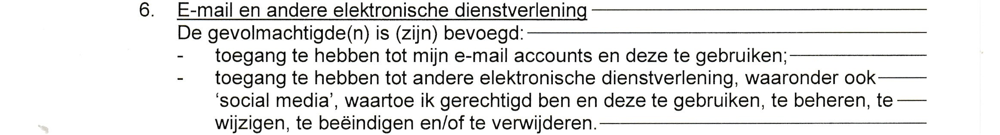 6. E-mail en andere elektronische dienstverlening
De gevolmachtigde(n) is (zijn) bevoegd:
- toegang te hebben tot mijn e-mail accounts en deze te gebruiken;
- toegang te hebben tot andere elektronische dienstverlening, waaronder ook
‘social media’, waartoe ik gerechtigd ben en deze te gebruiken, te beheren, te
wijzigen, te beëindigen en/of te verwijderen.